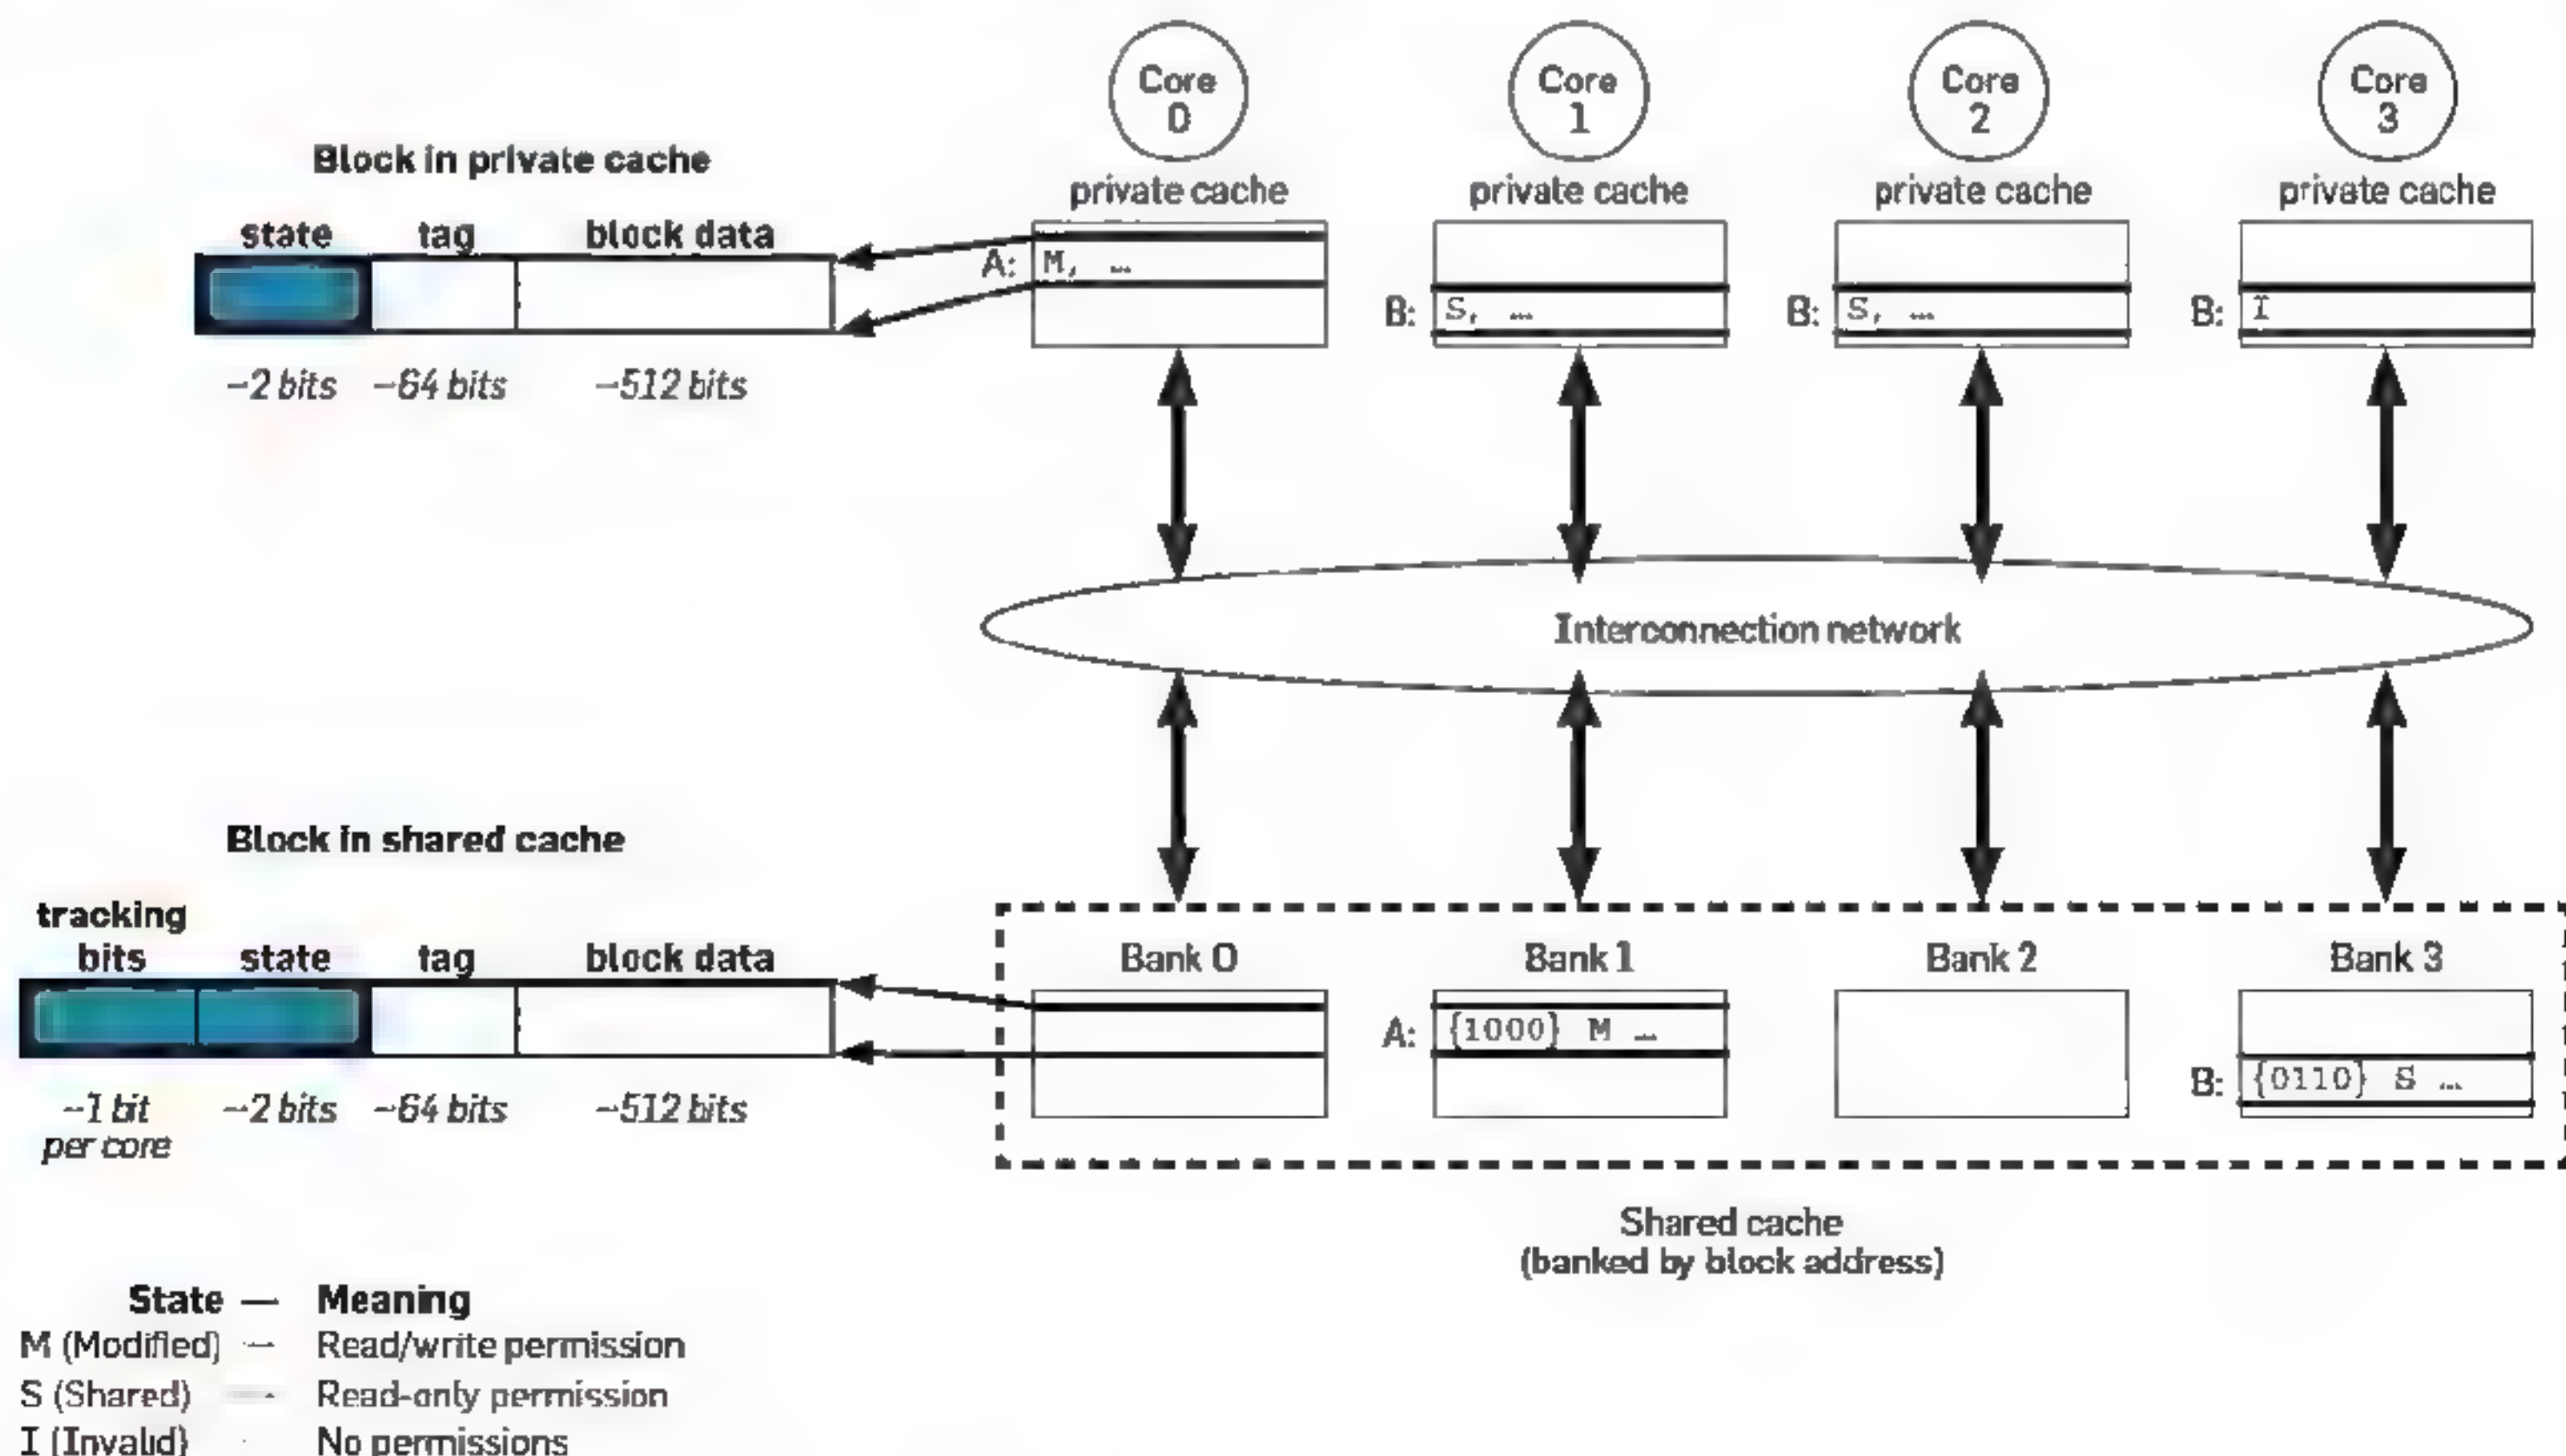 Core 0
Core 1
Core 2
Core 3
private cache
private cache
private cache
private cache
Block in private cache
state tag block data
A: M, …
B: S, …
B: S, …
B: I
~2 bits ~64 bits ~512 bits
Interconnection network
Block in shared cache
tracking
bits state tag block data
Bank 0
Bank 1
Bank 2
Bank 3
A: {1000} M …
B: {0110} S …
~1 bit
per core
~2 bits ~64 bits ~512 bits
Shared cache
(banked by block address)
State — Meaning
M (Modified) — Read/write permission
S (Shared) — Read-only permission
I (Invalid) No permissions